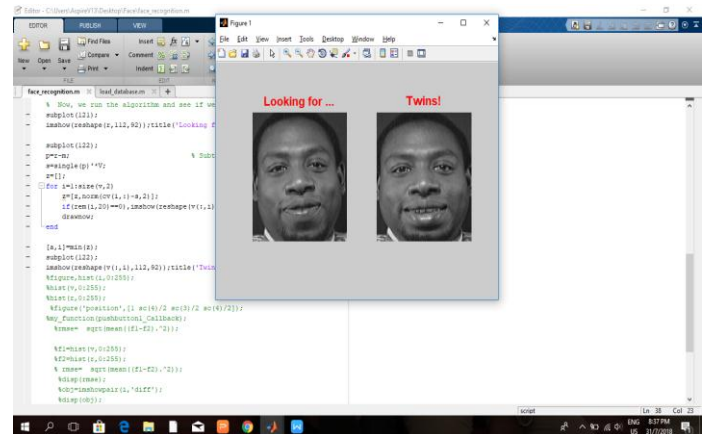 Editor - C:\Users\AspireV13\Desktop\Face\face_recognition.m
EDITOR PUBLISH VIEW
New Open Save
Find Files
Compare
Print
Insert
Comment
Indent
FILE EDIT
face_recognition.m load_database.m
% Now, we run the algorithm and see if we
subplot(121);
imshow(reshape(r,112,92));title('Looking f
subplot(122);
p=r-m; % Subt
s=single(p)'*V;
z=[];
for i=1:size(v,2)
z=[z,norm(cv(i,:)-s,2)];
if(rem(i,20)==0),imshow(reshape(v(:,i)
drawnow;
end
[a,i]=min(z);
subplot(122);
imshow(reshape(v(:,i),112,92));title('Twin
%figure,hist(z,0:255);
%hist(v,0:255);
%hist(r,0:255);
%figure('position',[1 sc(4)/2 sc(3)/2 sc(4)/2]);
%my_function(pushbutton1_Callback);
%rmse= sqrt(mean((f1-f2).^2));
%f1=hist(v,0:255);
%f2=hist(r,0:255);
% rmse= sqrt(mean((f1-f2).^2));
%disp(rmse);
%obj=imshowpair(i,'diff');
%disp(obj);
Figure 1
File Edit View Insert Tools Desktop Window Help
Looking for ...
Twins!
script Ln 38 Col 23
ENG 8:37 PM
US 31/7/2018